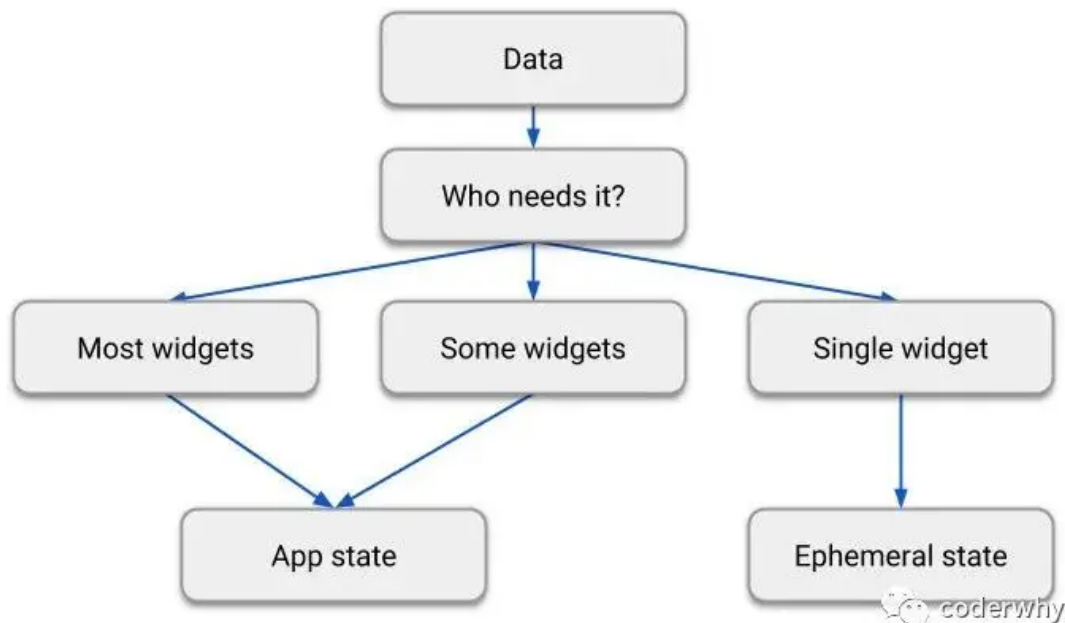 Data
Who needs it?
Most widgets
Some widgets
Single widget
App state
Ephemeral state
coderwhy